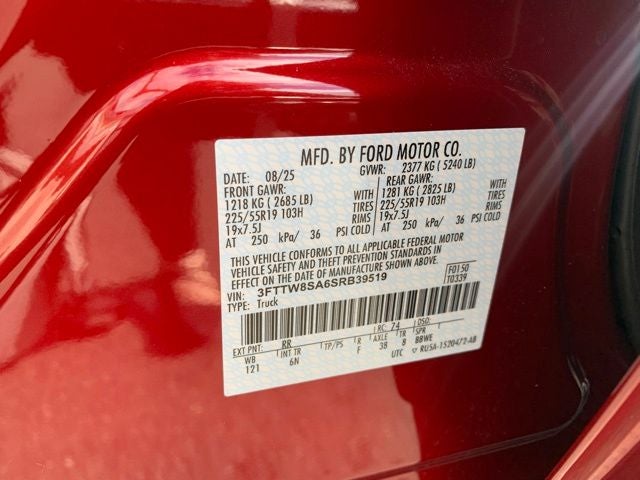 MFD. BY FORD MOTOR CO.
DATE: 08/25 GVWR: 2377 KG ( 5240 LB)
FRONT GAWR: REAR GAWR:
1218 KG ( 2685 LB) WITH 1281 KG ( 2825 LB) WITH
225/55R19 103H TIRES 225/55R19 103H TIRES
19x7.5J RIMS 19x7.5J RIMS
AT 250 kPa/ 36 PSI COLD AT 250 kPa/ 36 PSI COLD
THIS VEHICLE CONFORMS TO ALL APPLICABLE FEDERAL MOTOR
VEHICLE SAFETY AND THEFT PREVENTION STANDARDS IN EFFECT
ON THE DATE OF MANUFACTURE SHOWN ABOVE.
VIN: 3FTTW8SA6SRB39519 F0150
TYPE: Truck T0339
EXT PNT: RR RC: 74 DSO:
WB INT TR TP/PS R AXLE TR SPR
121 6N F 38 8 BBWE
UTC RU5A-15204